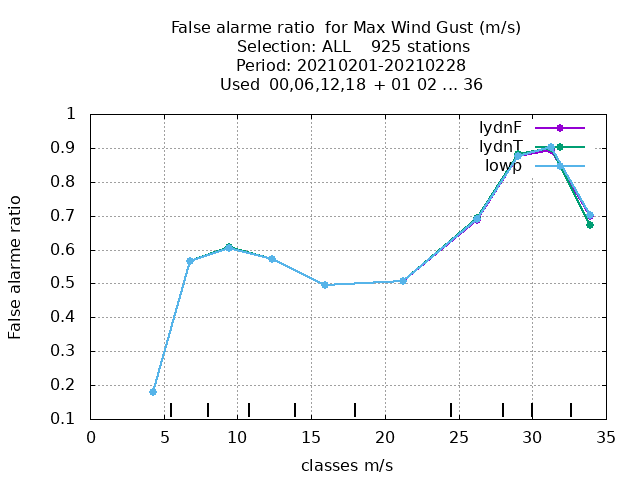 False alarme ratio  for Max Wind Gust (m/s)
Selection: ALL    925 stations
Period: 20210201-20210228
Used  00,06,12,18  + 01 02 ... 36
lydnF
lydnT
lowp
False alarme ratio
1
0.9
0.8
0.7
0.6
0.5
0.4
0.3
0.2
0.1
0 5 10 15 20 25 30 35
classes m/s